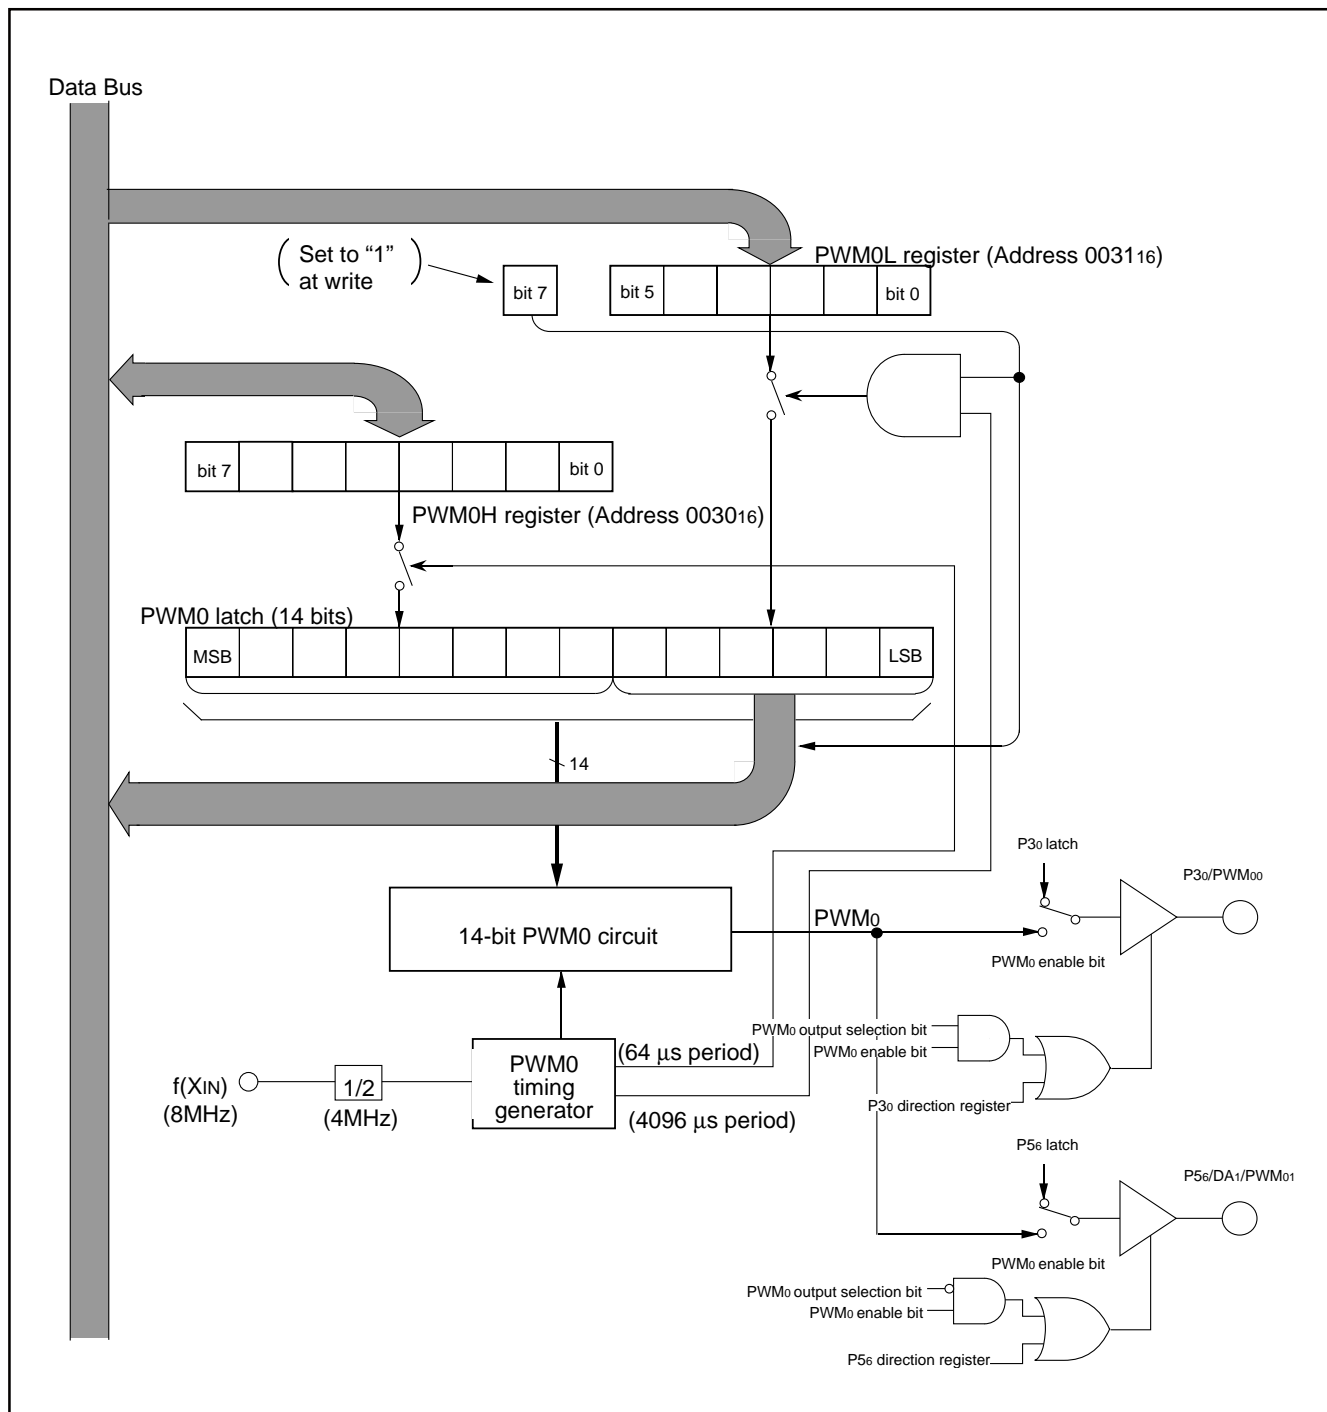 Data Bus
Set to “1”
at write
PWM0L register (Address 003116)
bit 7
bit 5
bit 0
bit 7
bit 0
PWM0H register (Address 003016)
PWM0 latch (14 bits)
MSB
LSB
14
14-bit PWM0 circuit
PWM0
P30 latch
P30/PWM00
PWM0 enable bit
PWM0 output selection bit
PWM0 enable bit
P30 direction register
f(XIN)
(8MHz)
1/2
(4MHz)
PWM0
timing
generator
(64 μs period)
(4096 μs period)
P56 latch
P56/DA1/PWM01
PWM0 enable bit
PWM0 output selection bit
PWM0 enable bit
P56 direction register